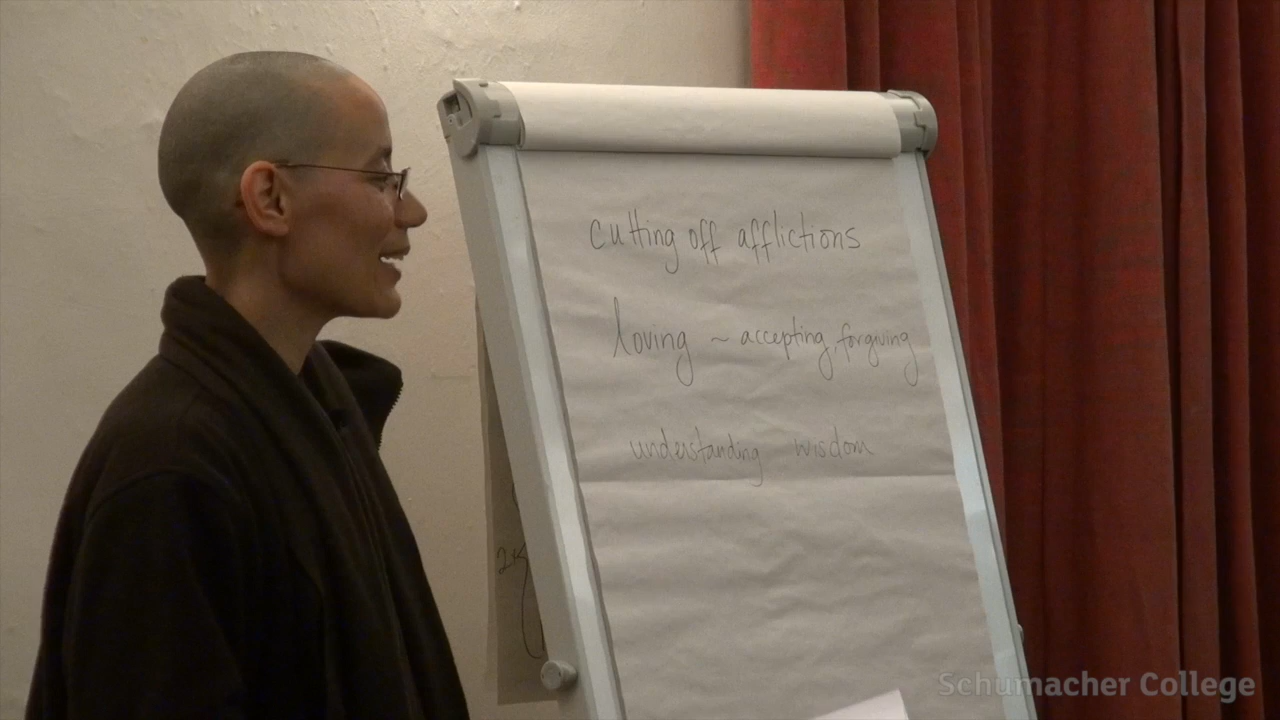 cutting off afflictions
loving ~ accepting, forgiving
understanding wisdom
Schumacher College